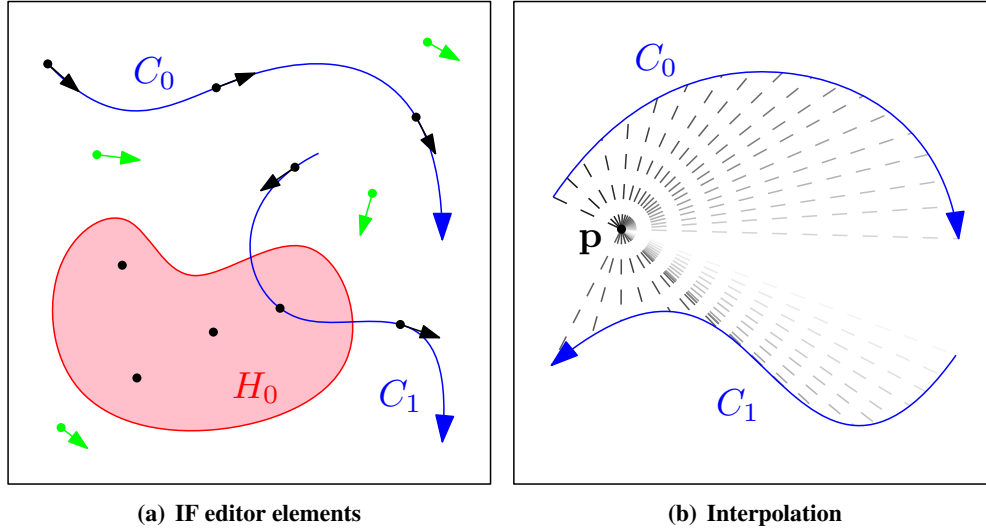 C₀
H₀
C₁
(a) IF editor elements
C₀
p
C₁
(b) Interpolation